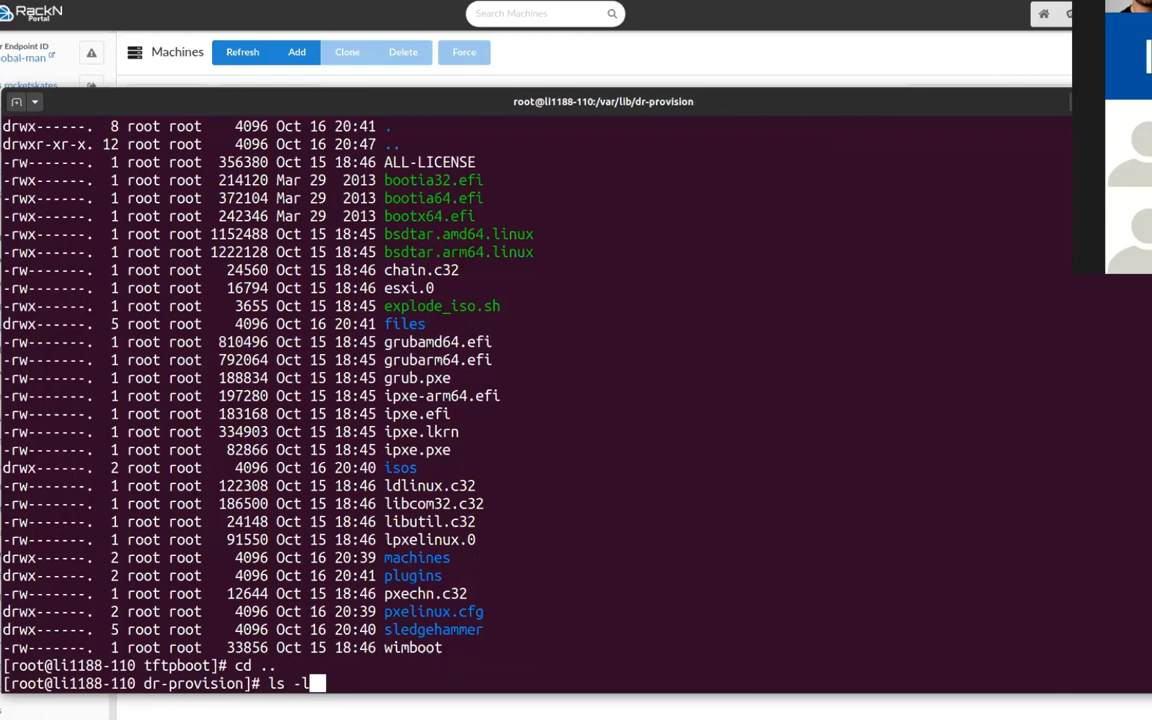 RackN
Portal
Search Machines
r Endpoint ID
obal-man
Machines Refresh Add Clone Delete Force
s rocketskates
root@li1188-110:/var/lib/dr-provision
drwx------. 8 root root 4096 Oct 16 20:41 .
drwxr-xr-x. 12 root root 4096 Oct 16 20:47 ..
-rw-------. 1 root root 356380 Oct 15 18:46 ALL-LICENSE
-rwx------. 1 root root 214120 Mar 29 2013 bootia32.efi
-rwx------. 1 root root 372104 Mar 29 2013 bootia64.efi
-rwx------. 1 root root 242346 Mar 29 2013 bootx64.efi
-rwx------. 1 root root 1152488 Oct 15 18:45 bsdtar.amd64.linux
-rwx------. 1 root root 1222128 Oct 15 18:45 bsdtar.arm64.linux
-rw-------. 1 root root 24560 Oct 15 18:46 chain.c32
-rw-------. 1 root root 16794 Oct 15 18:46 esxi.0
-rwx------. 1 root root 3655 Oct 15 18:45 explode_iso.sh
drwx------. 5 root root 4096 Oct 16 20:41 files
-rw-------. 1 root root 810496 Oct 15 18:45 grubamd64.efi
-rw-------. 1 root root 792064 Oct 15 18:45 grubarm64.efi
-rw-------. 1 root root 188834 Oct 15 18:45 grub.pxe
-rw-------. 1 root root 197280 Oct 15 18:45 ipxe-arm64.efi
-rw-------. 1 root root 183168 Oct 15 18:45 ipxe.efi
-rw-------. 1 root root 334903 Oct 15 18:45 ipxe.lkrn
-rw-------. 1 root root 82866 Oct 15 18:45 ipxe.pxe
drwx------. 2 root root 4096 Oct 16 20:40 isos
-rw-------. 1 root root 122308 Oct 15 18:46 ldlinux.c32
-rw-------. 1 root root 186500 Oct 15 18:46 libcom32.c32
-rw-------. 1 root root 24148 Oct 15 18:46 libutil.c32
-rw-------. 1 root root 91550 Oct 15 18:46 lpxelinux.0
drwx------. 2 root root 4096 Oct 16 20:39 machines
drwx------. 2 root root 4096 Oct 16 20:41 plugins
-rw-------. 1 root root 12644 Oct 15 18:46 pxechn.c32
drwx------. 2 root root 4096 Oct 16 20:39 pxelinux.cfg
drwx------. 5 root root 4096 Oct 16 20:40 sledgehammer
-rw-------. 1 root root 33856 Oct 15 18:46 wimboot
[root@li1188-110 tftpboot]# cd ..
[root@li1188-110 dr-provision]# ls -l